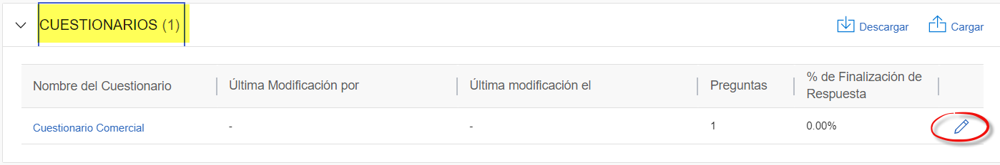 CUESTIONARIOS (1)
Descargar
Cargar
Nombre del Cuestionario
Última Modificación por
Última modificación el
Preguntas
% de Finalización de
Respuesta
Cuestionario Comercial
-
-
1
0.00%